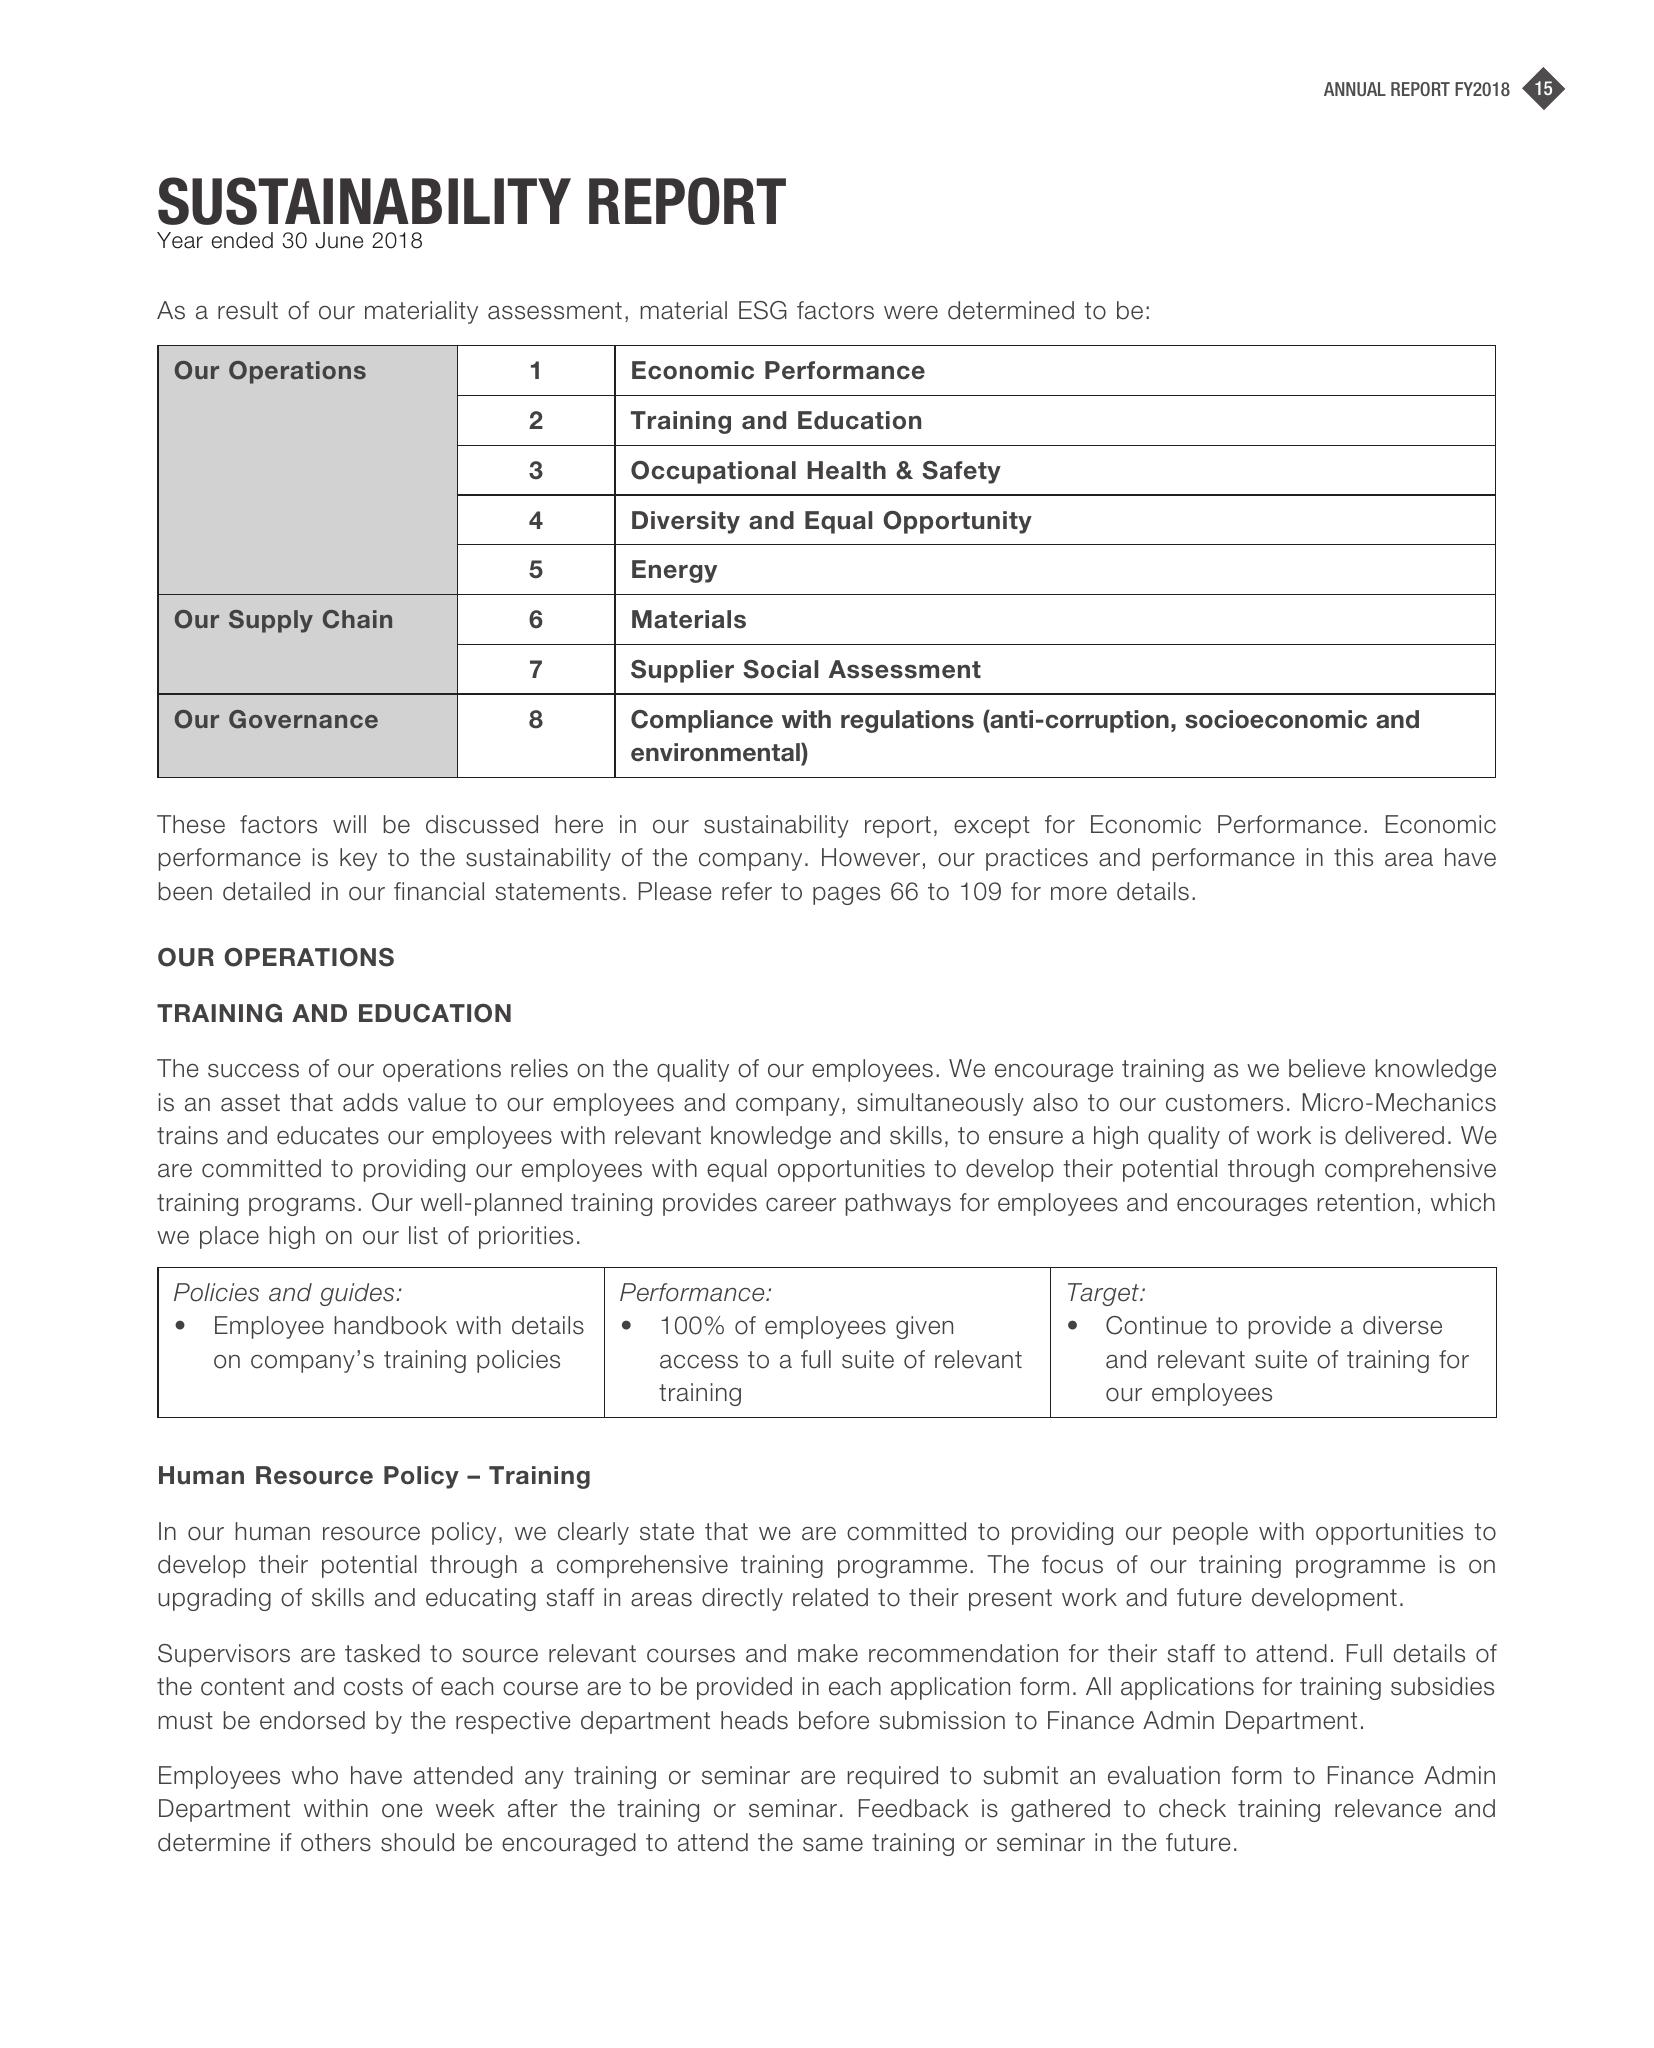 ANNUAL REPORT FY2018 15
SUSTAINABILITY REPORT
Year ended 30 June 2018
As a result of our materiality assessment, material ESG factors were determined to be:
Our Operations 1 Economic Performance
2 Training and Education
3 Occupational Health & Safety
4 Diversity and Equal Opportunity
5 Energy
Our Supply Chain 6 Materials
7 Supplier Social Assessment
Our Governance 8 Compliance with regulations (anti-corruption, socioeconomic and
environmental)
These factors will be discussed here in our sustainability report, except for Economic Performance. Economic
performance is key to the sustainability of the company. However, our practices and performance in this area have
been detailed in our financial statements. Please refer to pages 66 to 109 for more details.
OUR OPERATIONS
TRAINING AND EDUCATION
The success of our operations relies on the quality of our employees. We encourage training as we believe knowledge
is an asset that adds value to our employees and company, simultaneously also to our customers. Micro-Mechanics
trains and educates our employees with relevant knowledge and skills, to ensure a high quality of work is delivered. We
are committed to providing our employees with equal opportunities to develop their potential through comprehensive
training programs. Our well-planned training provides career pathways for employees and encourages retention, which
we place high on our list of priorities.
Policies and guides:
• Employee handbook with details
on company’s training policies
Performance:
• 100% of employees given
access to a full suite of relevant
training
Target:
• Continue to provide a diverse
and relevant suite of training for
our employees
Human Resource Policy – Training
In our human resource policy, we clearly state that we are committed to providing our people with opportunities to
develop their potential through a comprehensive training programme. The focus of our training programme is on
upgrading of skills and educating staff in areas directly related to their present work and future development.
Supervisors are tasked to source relevant courses and make recommendation for their staff to attend. Full details of
the content and costs of each course are to be provided in each application form. All applications for training subsidies
must be endorsed by the respective department heads before submission to Finance Admin Department.
Employees who have attended any training or seminar are required to submit an evaluation form to Finance Admin
Department within one week after the training or seminar. Feedback is gathered to check training relevance and
determine if others should be encouraged to attend the same training or seminar in the future.